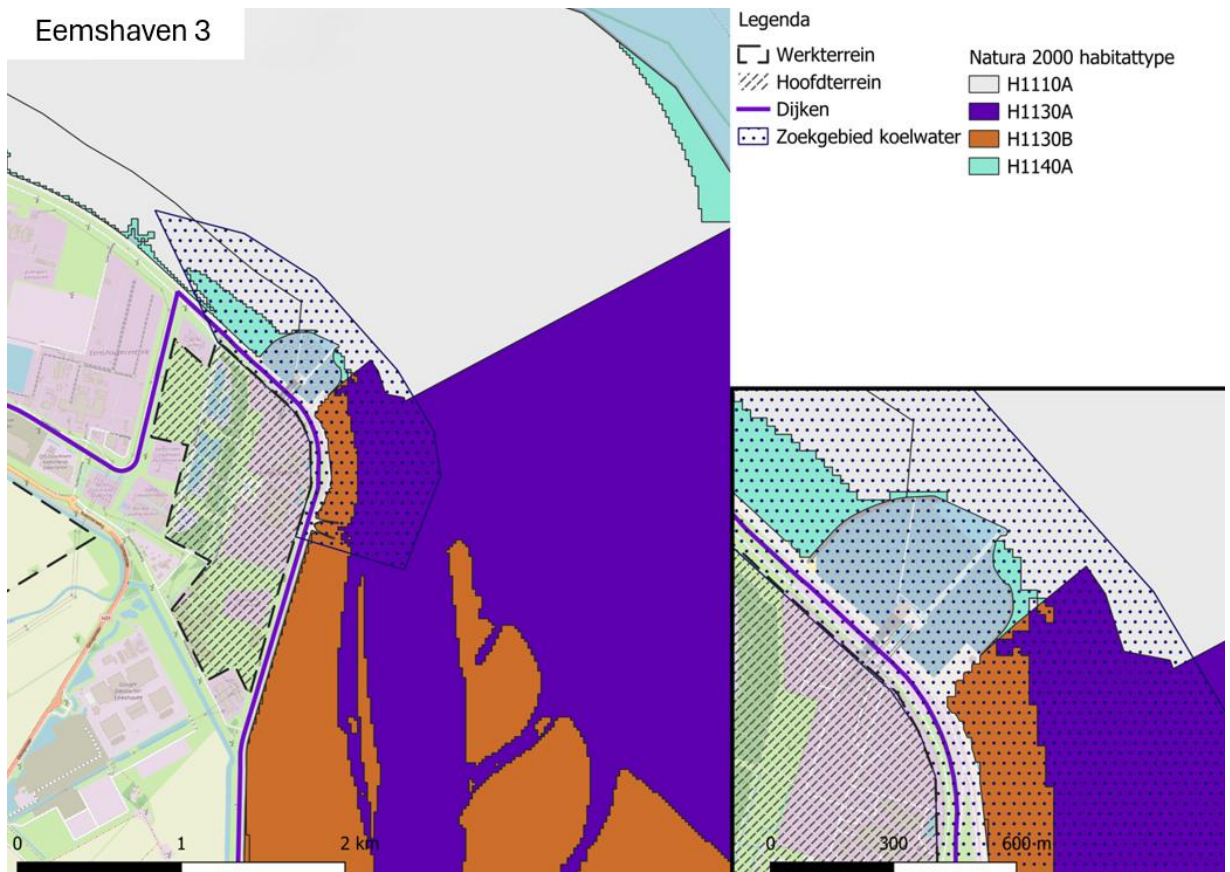 Eemshaven 3
Legenda
Werkterrein
Hoofdterrein
Dijken
Zoekgebied koelwater
Natura 2000 habitattype
H1110A
H1130A
H1130B
H1140A
0
1
2 km
0
300
600 m